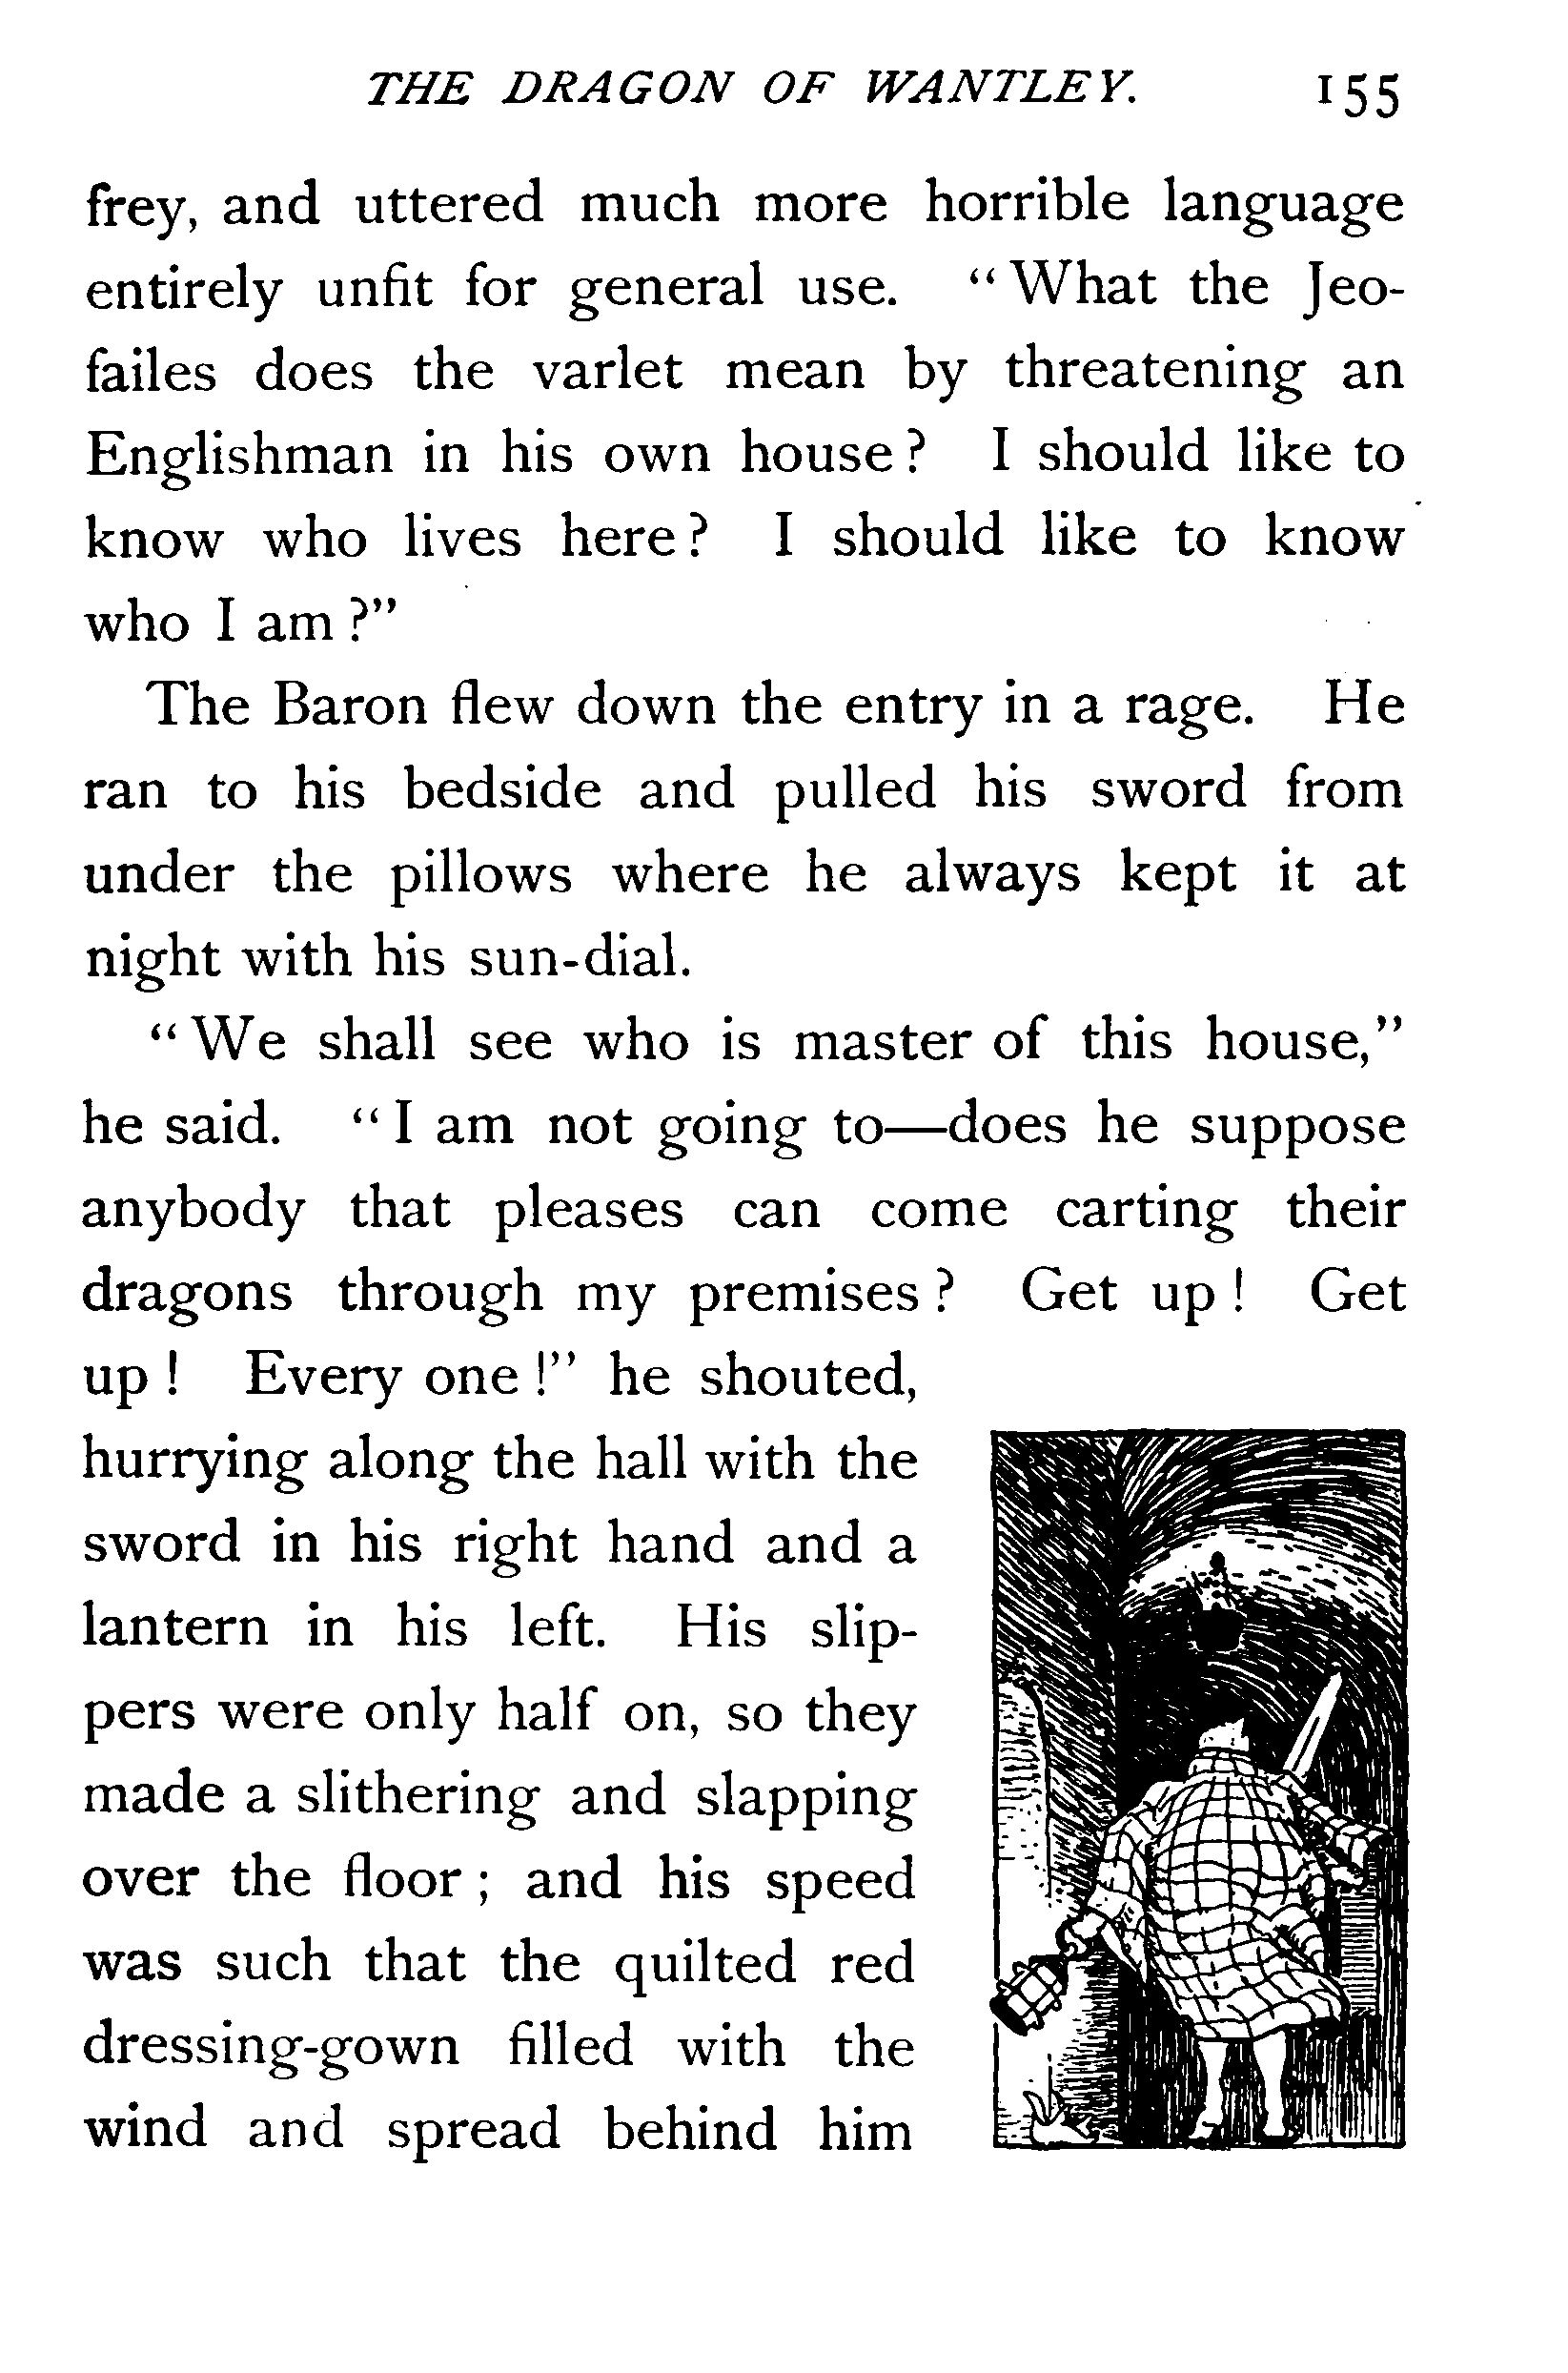 THE DRAGON OF WANTLEY. 155
frey, and uttered much more horrible language
entirely unfit for general use. “What the Jeo-
failes does the varlet mean by threatening an
Englishman in his own house? I should like to
know who lives here? I should like to know
who I am?”
The Baron flew down the entry in a rage. He
ran to his bedside and pulled his sword from
under the pillows where he always kept it at
night with his sun-dial.
“We shall see who is master of this house,”
he said. “I am not going to—does he suppose
anybody that pleases can come carting their
dragons through my premises? Get up! Get
up! Every one!” he shouted,
hurrying along the hall with the
sword in his right hand and a
lantern in his left. His slip-
pers were only half on, so they
made a slithering and slapping
over the floor; and his speed
was such that the quilted red
dressing-gown filled with the
wind and spread behind him